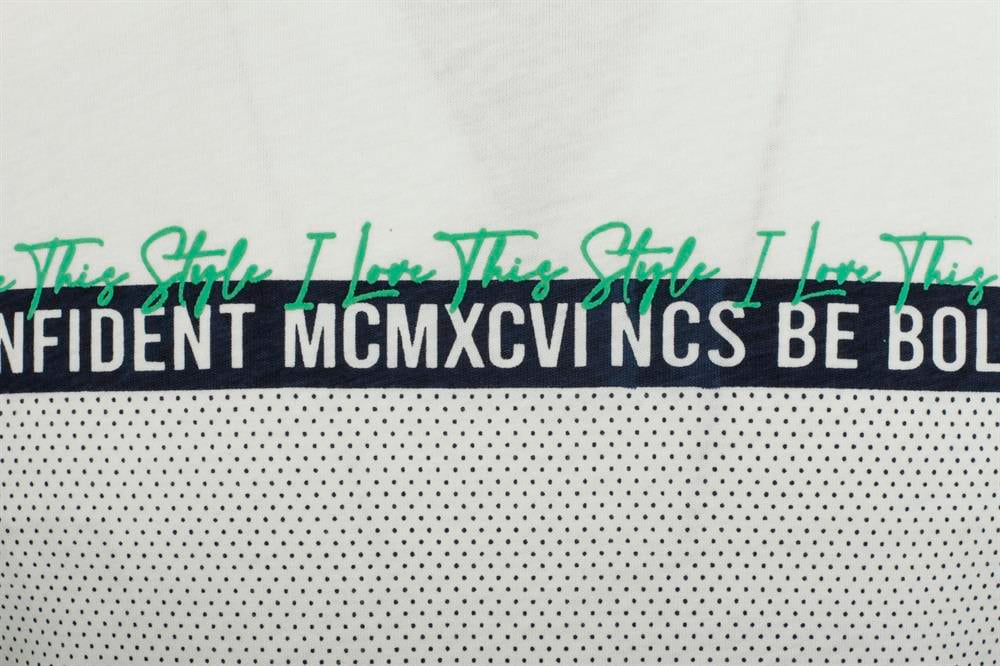 e This Style I Love This Style I Love This
NFIDENT MCMXCVI NCS BE BOL